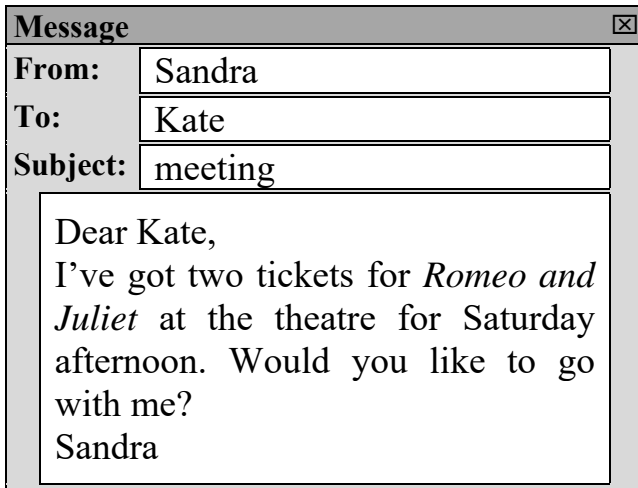 Message
From: Sandra
To: Kate
Subject: meeting
Dear Kate,
I’ve got two tickets for Romeo and
Juliet at the theatre for Saturday
afternoon. Would you like to go
with me?
Sandra